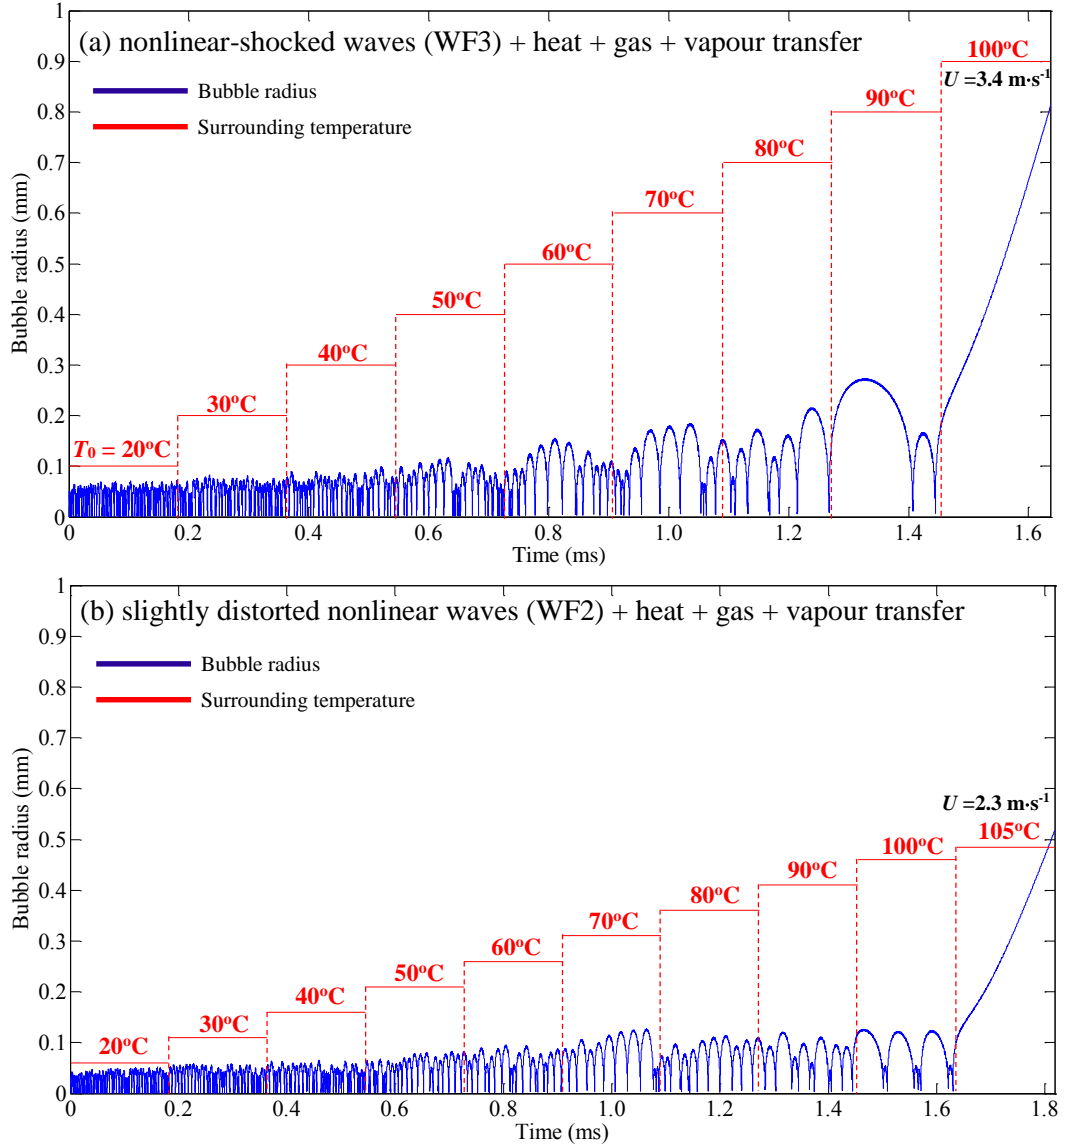 (a) nonlinear-shocked waves (WF3) + heat + gas + vapour transfer
Bubble radius
Surrounding temperature
T₀ = 20°C
30°C
40°C
50°C
60°C
70°C
80°C
90°C
100°C
U =3.4 m·s⁻¹
Bubble radius (mm)
1
0.9
0.8
0.7
0.6
0.5
0.4
0.3
0.2
0.1
0
0
0.2
0.4
0.6
0.8
1.0
1.2
1.4
1.6
Time (ms)
(b) slightly distorted nonlinear waves (WF2) + heat + gas + vapour transfer
Bubble radius
Surrounding temperature
20°C
30°C
40°C
50°C
60°C
70°C
80°C
90°C
100°C
105°C
U =2.3 m·s⁻¹
Bubble radius (mm)
1
0.9
0.8
0.7
0.6
0.5
0.4
0.3
0.2
0.1
0
0
0.2
0.4
0.6
0.8
1.0
1.2
1.4
1.6
1.8
Time (ms)